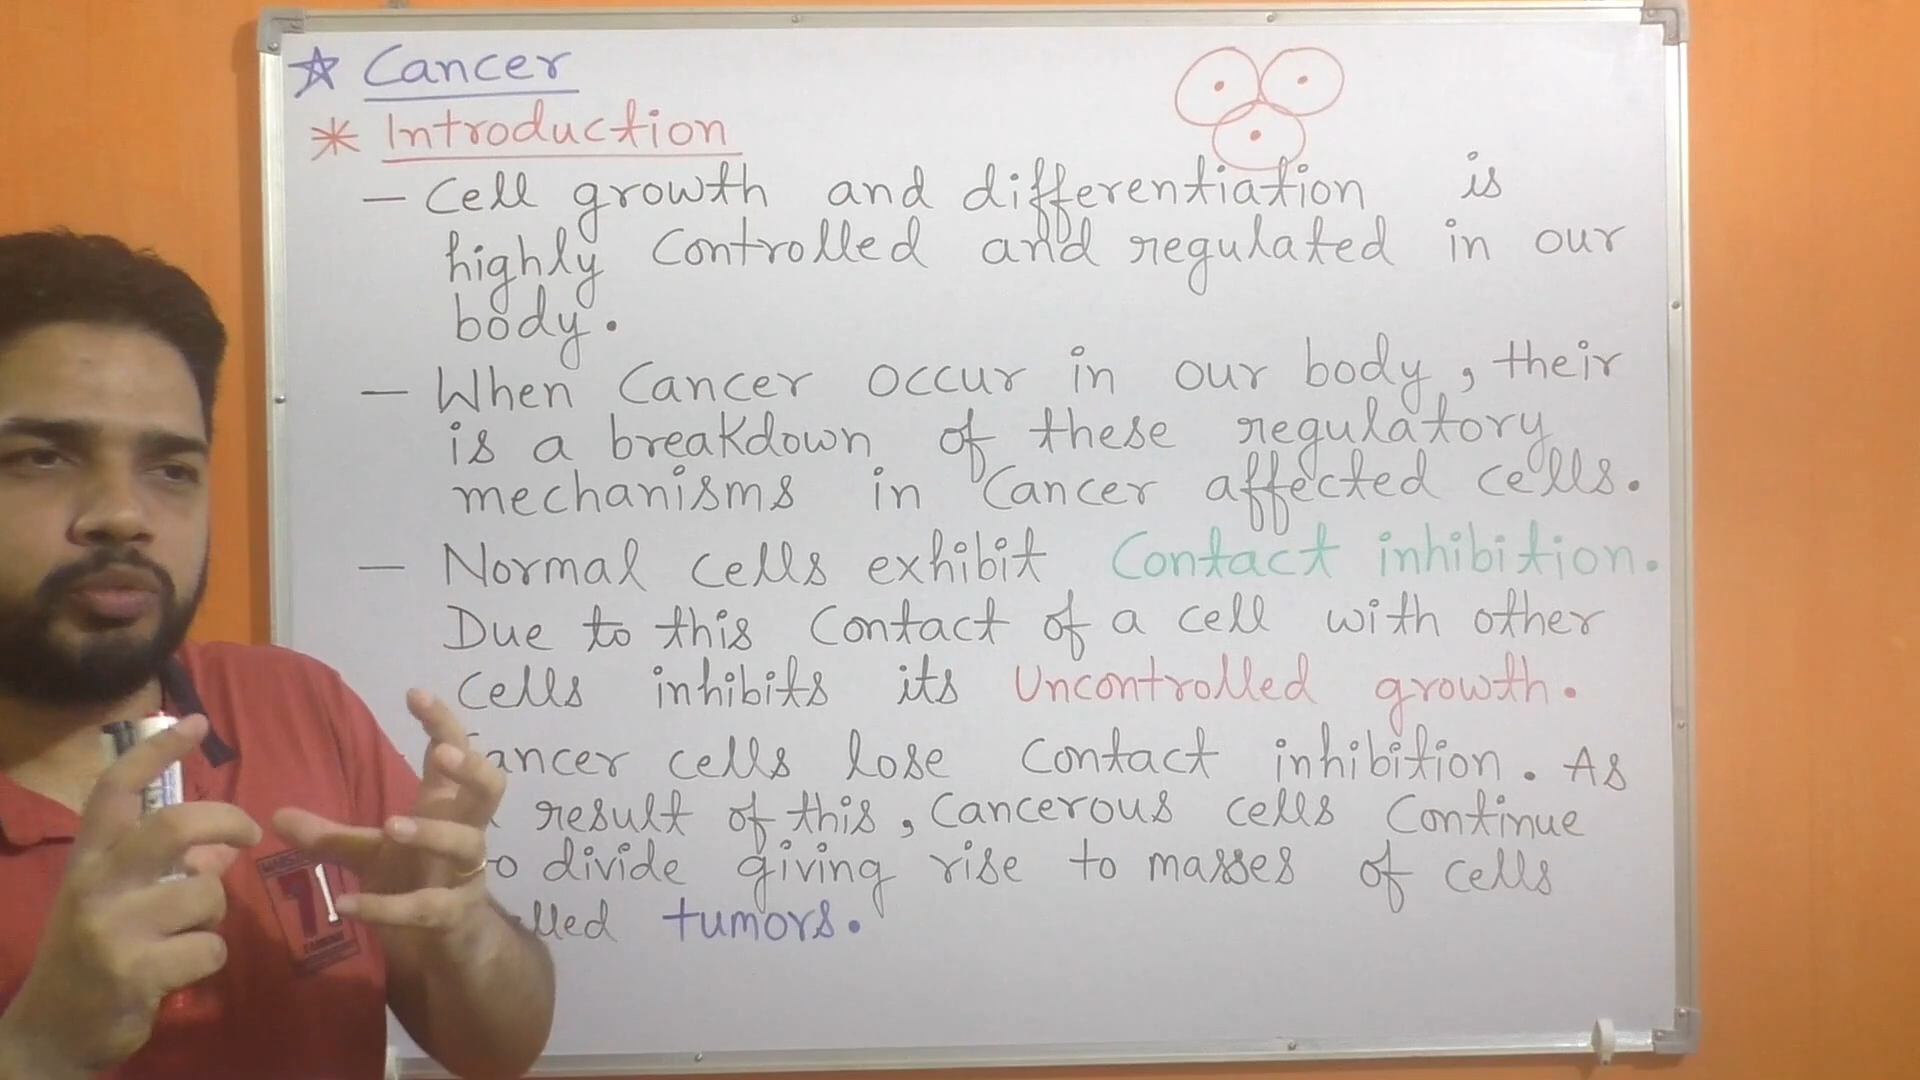 ☆ Cancer
* Introduction
— Cell growth and differentiation is
highly controlled and regulated in our
body.
— When Cancer occur in our body, their
is a breakdown of these regulatory
mechanisms in Cancer affected cells.
— Normal cells exhibit Contact inhibition.
Due to this Contact of a cell with other
cells inhibits its Uncontrolled growth.
ancer cells lose Contact inhibition. As
result of this, Cancerous cells Continue
o divide giving rise to masses of cells
lled tumors.
71